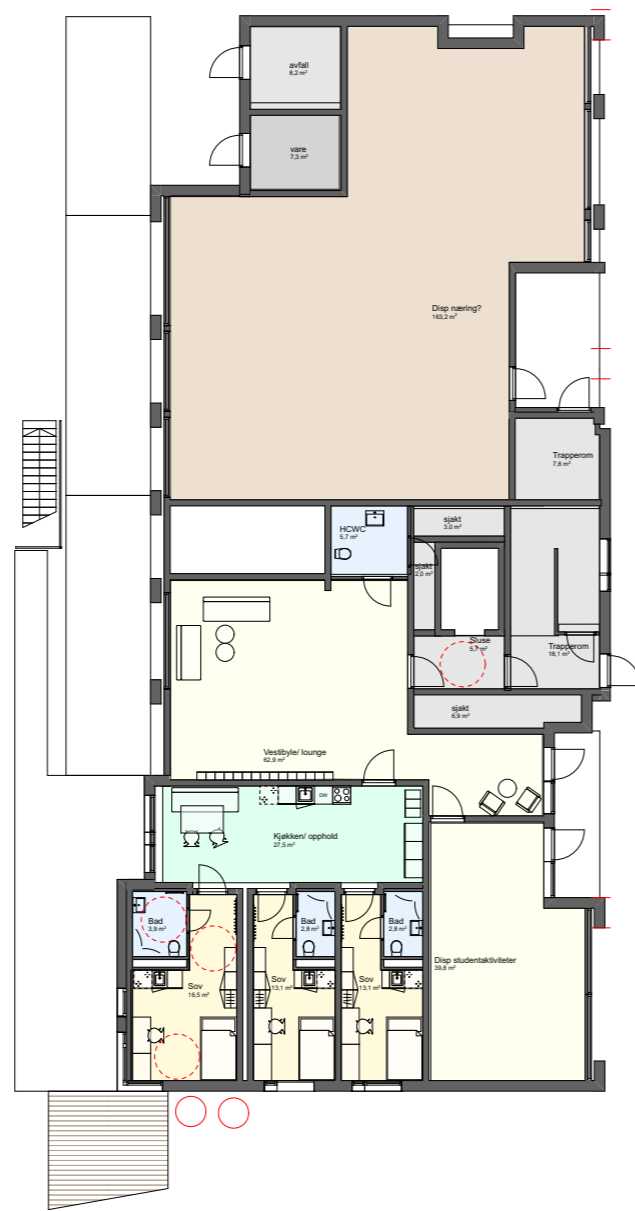 avfall
8,2 m²
vare
7,3 m²
Disp næring?
163,2 m²
Trapperom
7,6 m²
HCWC
5,7 m²
sjakt
3,0 m²
sjakt
2,0 m²
Sluse
5,7 m²
Trapperom
18,1 m²
sjakt
6,9 m²
Vestibyle/ lounge
62,9 m²
DW
Kjøkken/ opphold
27,5 m²
Bad
3,9 m²
Bad
2,8 m²
Bad
2,8 m²
Sov
16,5 m²
Sov
13,1 m²
Sov
13,1 m²
Disp studentaktiviteter
39,8 m²